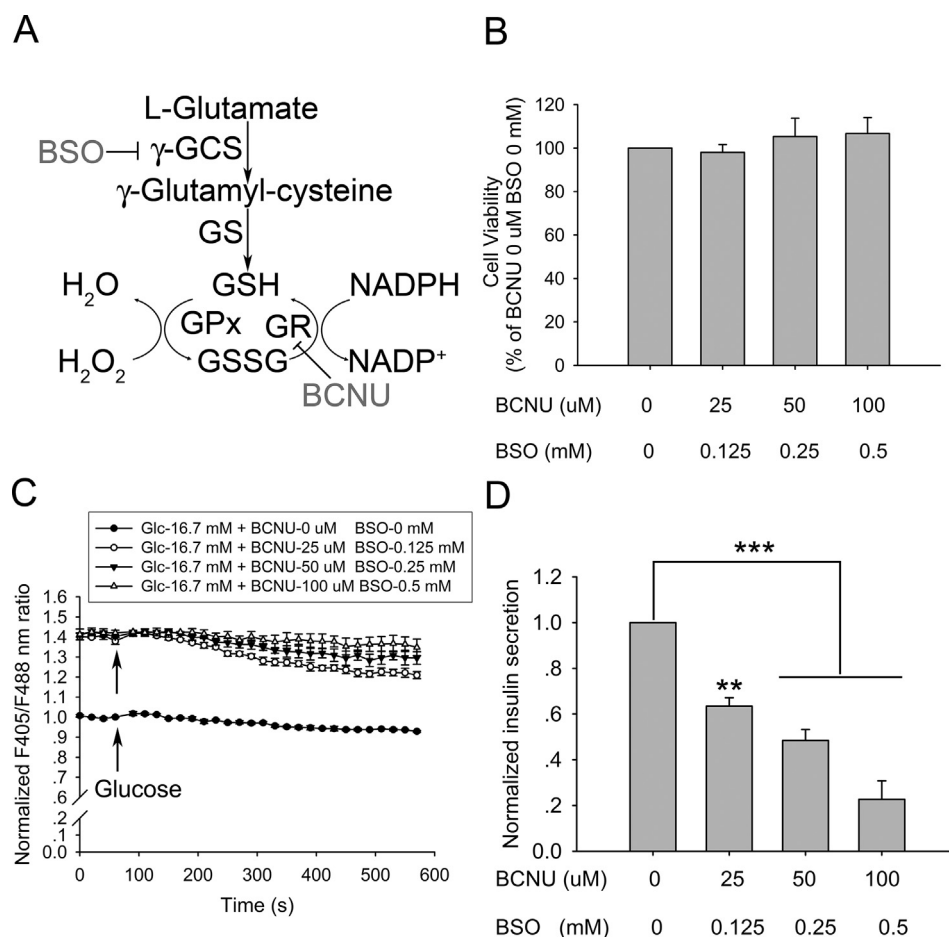 A
L-Glutamate
BSO γ-GCS
γ-Glutamyl-cysteine
GS
H₂O GSH NADPH
GPx GR
H₂O₂ GSSG NADP⁺
BCNU
B
Cell Viability
(% of BCNU 0 uM BSO 0 mM)
120
100
80
60
40
20
0
BCNU (uM) 0 25 50 100
BSO (mM) 0 0.125 0.25 0.5
C
Glc-16.7 mM + BCNU-0 uM BSO-0 mM
Glc-16.7 mM + BCNU-25 uM BSO-0.125 mM
Glc-16.7 mM + BCNU-50 uM BSO-0.25 mM
Glc-16.7 mM + BCNU-100 uM BSO-0.5 mM
Normalized F405/F488 nm ratio
1.6
1.5
1.4
1.3
1.2
1.1
1.0
.9
.8
.7
.6
.2
.1
0.0
Glucose
0 100 200 300 400 500 600
Time (s)
D
Normalized insulin secretion
1.2
1.0
.8
.6
.4
.2
0.0
***
**
BCNU (uM) 0 25 50 100
BSO (mM) 0 0.125 0.25 0.5